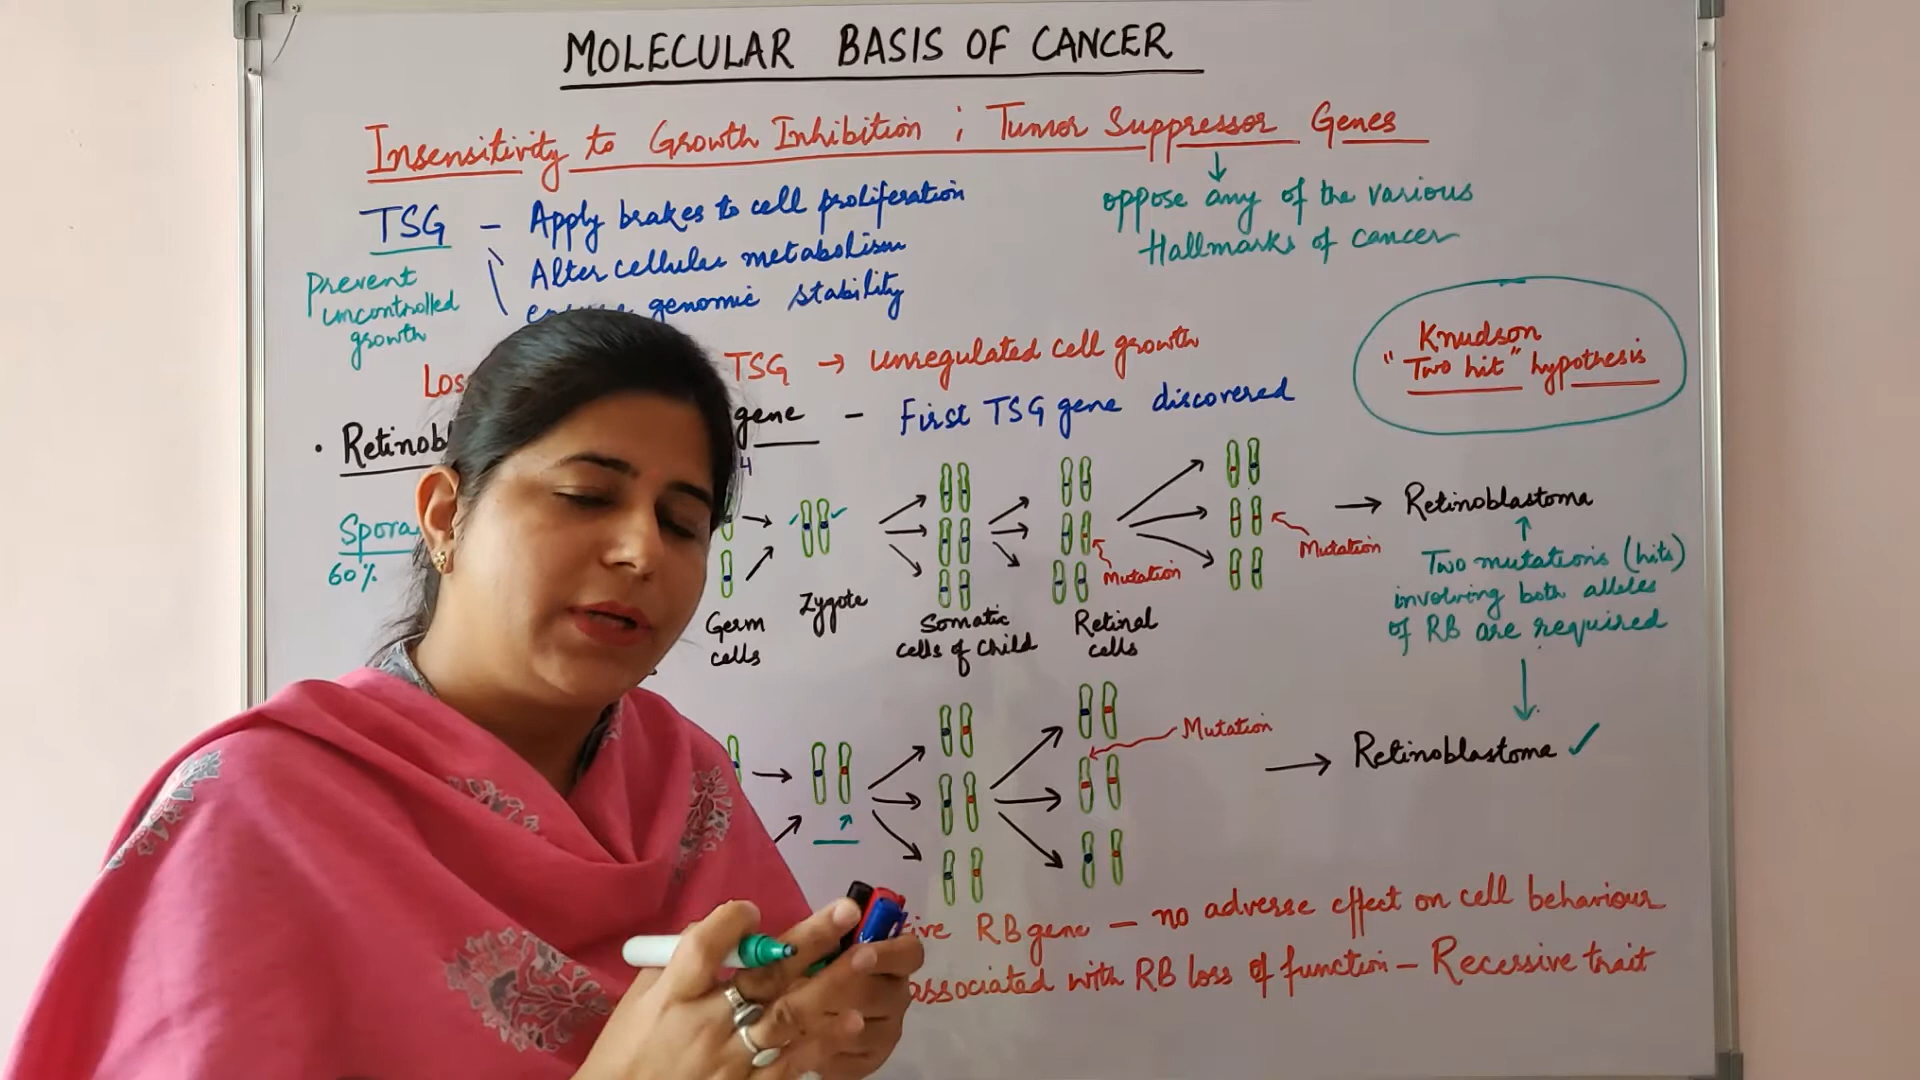 MOLECULAR BASIS OF CANCER
Insensitivity to Growth Inhibition ; Tumor Suppressor Genes
TSG – Apply brakes to cell proliferation
Alter cellular metabolism
genomic stability
Prevent
uncontrolled
growth
oppose any of the various
Hallmarks of cancer
Knudson
"Two hit" hypothesis
TSG → unregulated cell growth
gene – First TSG gene discovered
4
60%
Germ
cells
Zygote
Somatic
cells of child
Retinal
cells
Mutation
Mutation
→ Retinoblastoma
Two mutations (hits)
involving both alleles
of RB are required
Mutation
→ Retinoblastoma ✓
RB gene – no adverse effect on cell behaviour
associated with RB loss of function – Recessive trait